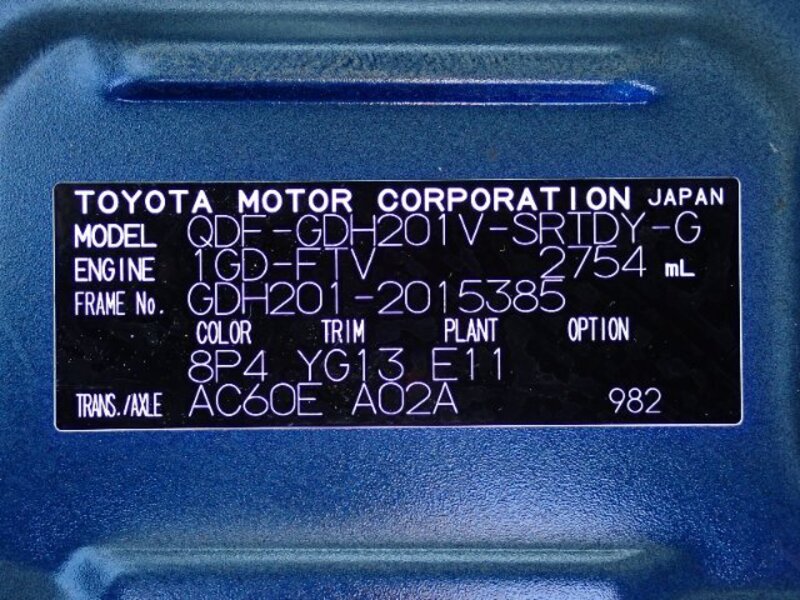 TOYOTA MOTOR CORPORATION JAPAN
MODEL QDF-GDH201V-SRTDY-G
ENGINE 1GD-FTV 2754 mL
FRAME No. GDH201-2015385
COLOR TRIM PLANT OPTION
8P4 YG13 E11
TRANS./AXLE AC60E A02A 982